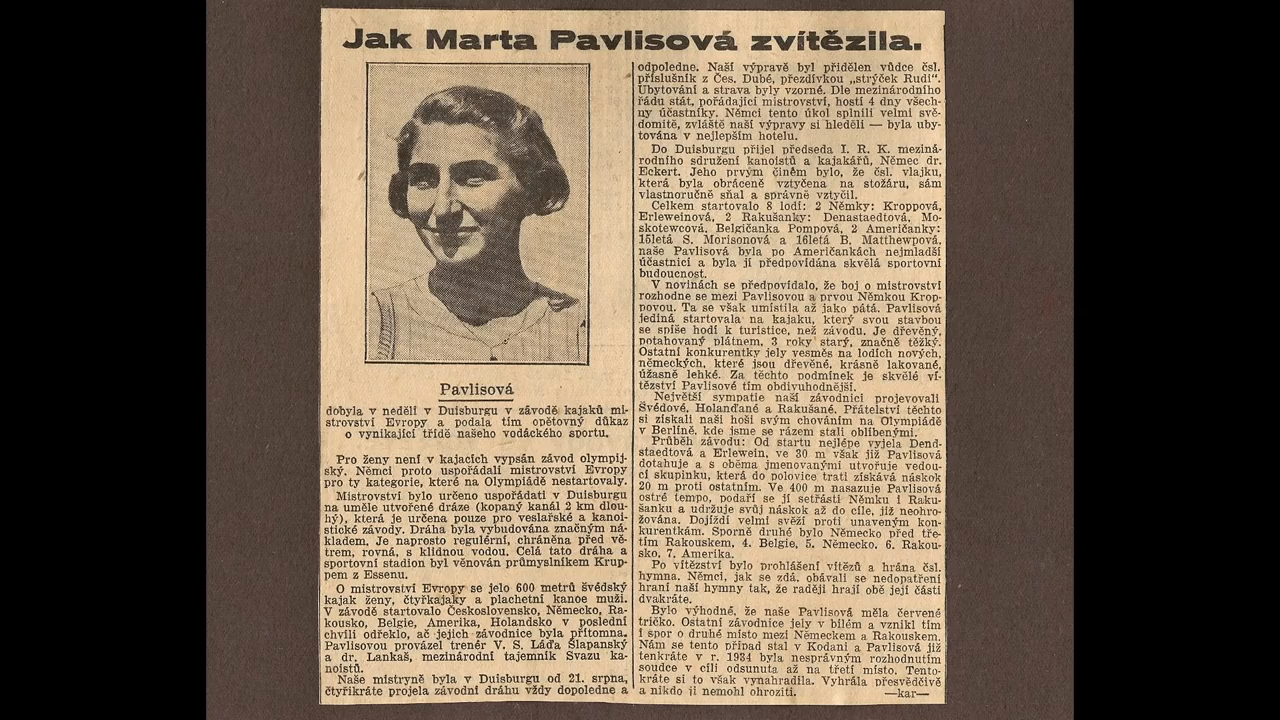 Jak Marta Pavlisová zvítězila.
Pavlisová
dobyla v neděli v Duisburgu v závodě kajaků mi-
strovství Evropy a podala tím opětovný důkaz
o vynikající třídě našeho vodáckého sportu.
Pro ženy není v kajacích vypsán závod olympij-
ský. Němci proto uspořádali mistrovství Evropy
pro ty kategorie, které na Olympiádě nestartovaly.
Mistrovství bylo určeno uspořádati v Duisburgu
na uměle utvořené dráze (kopaný kanál 2 km dlou-
hý), která je určena pouze pro veslařské a kanoi-
stické závody. Dráha byla vybudována značným ná-
kladem. Je naprosto regulérní, chráněna před vě-
trem, rovná, s klidnou vodou. Celá tato dráha a
sportovní stadion byl věnován průmyslníkem Krup-
pem z Essenu.
O mistrovství Evropy se jelo 600 metrů švédský
kajak ženy, čtyřkajaky a plachetní kanoe muži.
V závodě startovalo Československo, Německo, Ra-
kousko, Belgie, Amerika, Holandsko v poslední
chvíli odřeklo, ač jejich závodnice byla přítomna.
Pavlisovou provázel trenér V. S. Láďa Šlapanský
a dr. Lankaš, mezinárodní tajemník Svazu ka-
noistů.
Naše mistryně byla v Duisburgu od 21. srpna,
čtyřikráte projela závodní dráhu vždy dopoledne a
odpoledne. Naší výpravě byl přidělen vůdce čsl.
příslušník z Čes. Dubé, přezdívkou „strýček Rudi“.
Ubytování a strava byly vzorné. Dle mezinárodního
řádu stát, pořádající mistrovství, hostí 4 dny všech-
ny účastníky. Němci tento úkol splnili velmi svě-
domitě, zvláště naší výpravy si hleděli — byla uby-
tována v nejlepším hotelu.
Do Duisburgu přijel předseda I. R. K. meziná-
rodního sdružení kanoistů a kajakářů, Němec dr.
Eckert. Jeho prvým činěm bylo, že čsl. vlajku,
která byla obráceně vztyčena na stožáru, sám
vlastnoručně sňal a správně vztyčil.
Celkem startovalo 8 lodí: 2 Němky: Kroppová,
Erleweinová, 2 Rakušanky: Denastaedtová, Mo-
skotewcová, Belgičanka Pompová, 2 Američanky:
15letá S. Morisonová a 16letá B. Matthewpová,
naše Pavlisová byla po Američankách nejmladší
účastnicí a byla jí předpovídána skvělá sportovní
budoucnost.
V novinách se předpovídalo, že boj o mistrovství
rozhodne se mezi Pavlisovou a prvou Němkou Krop-
povou. Ta se však umístila až jako pátá. Pavlisová
jediná startovala na kajaku, který svou stavbou
se spíše hodí k turistice, než závodu. Je dřevěný,
potahovaný plátnem, 3 roky starý, značně těžký.
Ostatní konkurentky jely vesměs na lodích nových,
německých, které jsou dřevěné, krásně lakované,
úžasně lehké. Za těchto podmínek je skvělé ví-
tězství Pavlisové tím obdivuhodnější.
Největší sympatie naší závodnici projevovali
Švédové, Holanďané a Rakušané. Přátelství těchto
si získali naši hoši svým chováním na Olympiádě
v Berlíně, kde jsme se rázem stali oblíbenými.
Průběh závodu: Od startu nejlépe vyjela Dend-
staedtová a Erlewein, ve 30 m však již Pavlisová
dotahuje a s oběma jmenovanými utvořuje vedou-
cí skupinku, která do polovice trati získává náskok
20 m proti ostatním. Ve 400 m nasazuje Pavlisová
ostré tempo, podaří se jí setřásti Němku i Raku-
šanku a udržuje svůj náskok až do cíle, již neohro-
žována. Dojíždí velmi svěží proti unaveným kon-
kurentkám. Sporně druhé bylo Německo před tře-
tím Rakouskem, 4. Belgie, 5. Německo, 6. Rakou-
sko, 7. Amerika.
Po vítězství bylo prohlášení vítězů a hrána čsl.
hymna. Němci, jak se zdá, obávali se nedopatření
hraní naší hymny tak, že raději hrají obě její části
dvakráte.
Bylo výhodné, že naše Pavlisová měla červené
tričko. Ostatní závodnice jely v bílém a vznikl tím
i spor o druhé místo mezi Německem a Rakouskem.
Nám se tento případ stal v Kodani a Pavlisová již
tenkráte v r. 1934 byla nesprávným rozhodnutím
soudce v cíli odsunuta až na třetí místo. Tento-
kráte si to však vynahradila. Vyhrála přesvědčivě
a nikdo jí nemohl ohroziti. —kar—